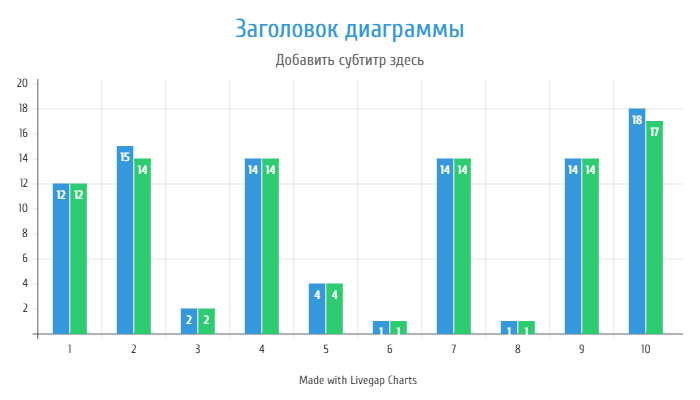 Заголовок диаграммы
Добавить субтитр здесь
20
18
16
14
12
10
8
6
4
2
12 12 15 14 2 2 14 14 4 4 1 1 14 14 1 1 14 14 18 17
1 2 3 4 5 6 7 8 9 10
Made with Livegap Charts